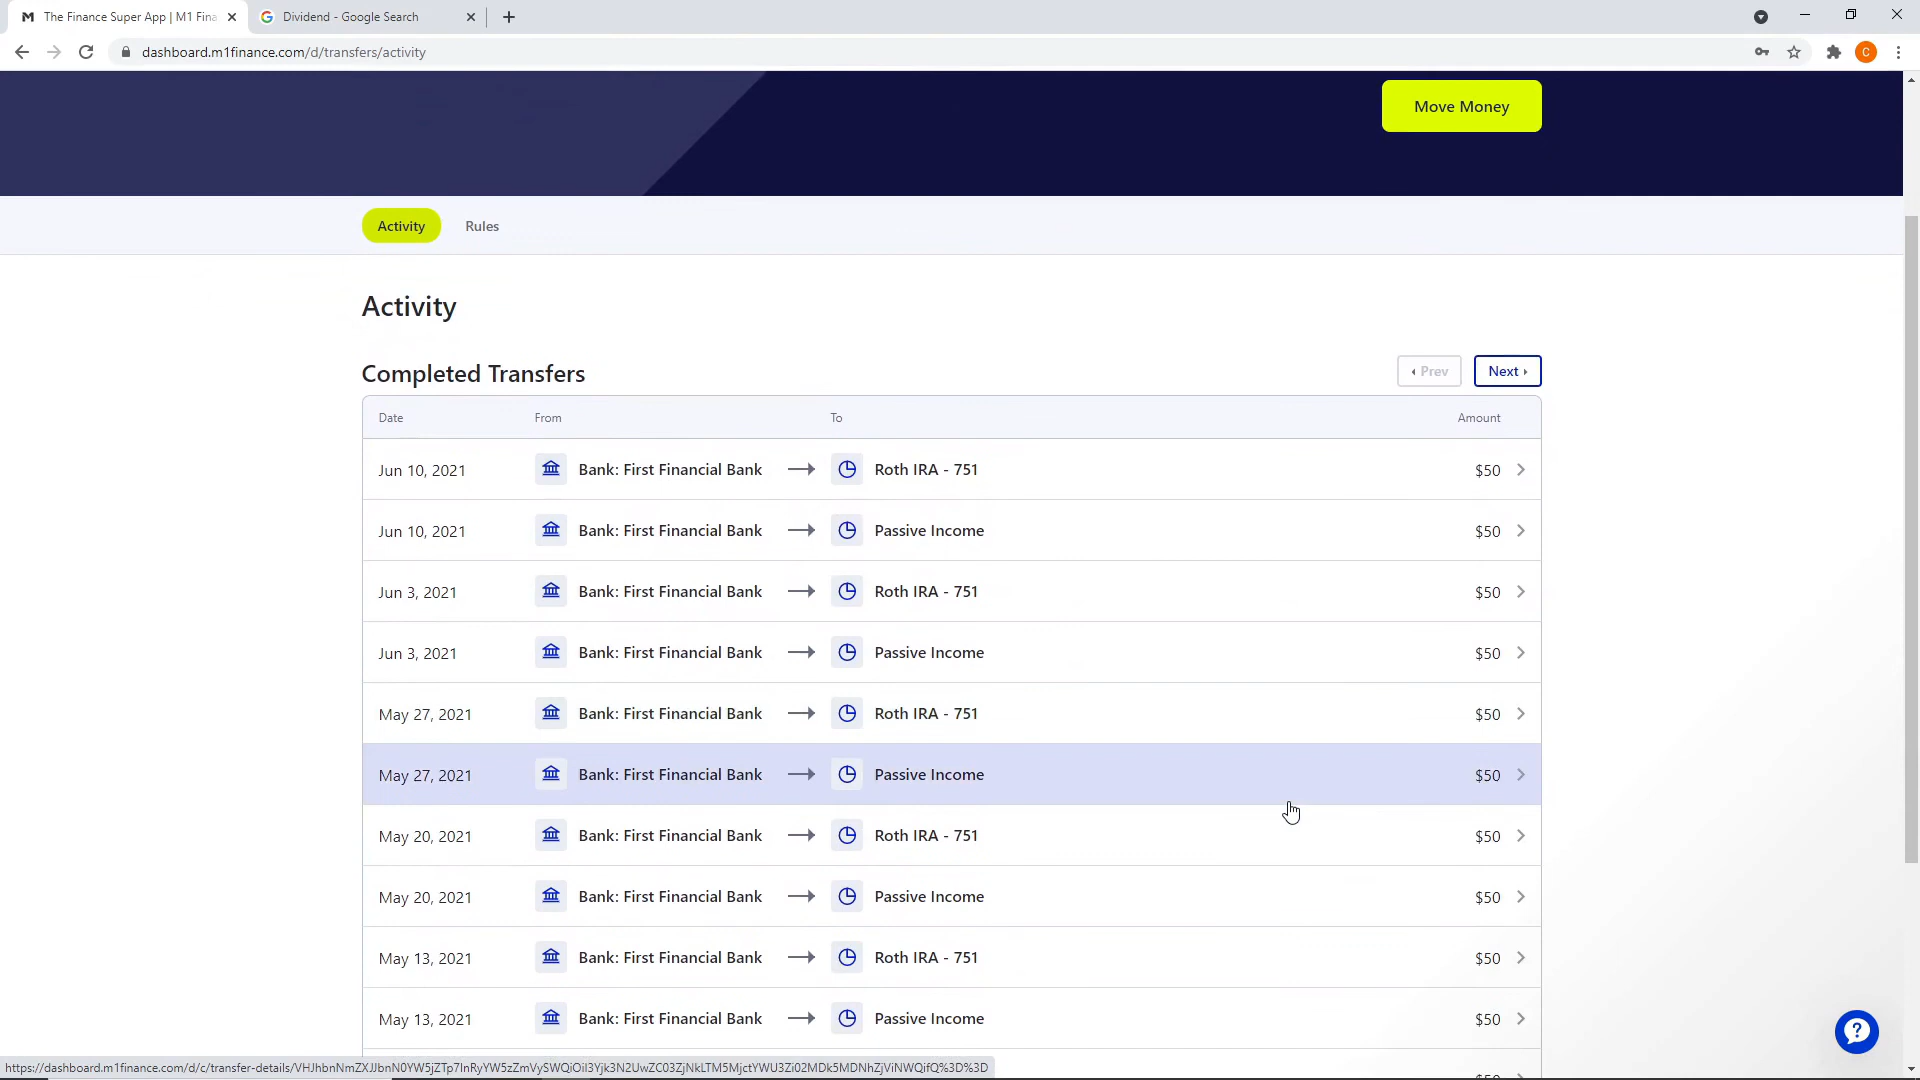 The Finance Super App | M1 Fina
Dividend - Google Search
dashboard.m1finance.com/d/transfers/activity
C
Move Money
Activity
Rules
Activity
Completed Transfers
Prev
Next
Date From To Amount
Jun 10, 2021 Bank: First Financial Bank Roth IRA - 751 $50
Jun 10, 2021 Bank: First Financial Bank Passive Income $50
Jun 3, 2021 Bank: First Financial Bank Roth IRA - 751 $50
Jun 3, 2021 Bank: First Financial Bank Passive Income $50
May 27, 2021 Bank: First Financial Bank Roth IRA - 751 $50
May 27, 2021 Bank: First Financial Bank Passive Income $50
May 20, 2021 Bank: First Financial Bank Roth IRA - 751 $50
May 20, 2021 Bank: First Financial Bank Passive Income $50
May 13, 2021 Bank: First Financial Bank Roth IRA - 751 $50
May 13, 2021 Bank: First Financial Bank Passive Income $50
$50